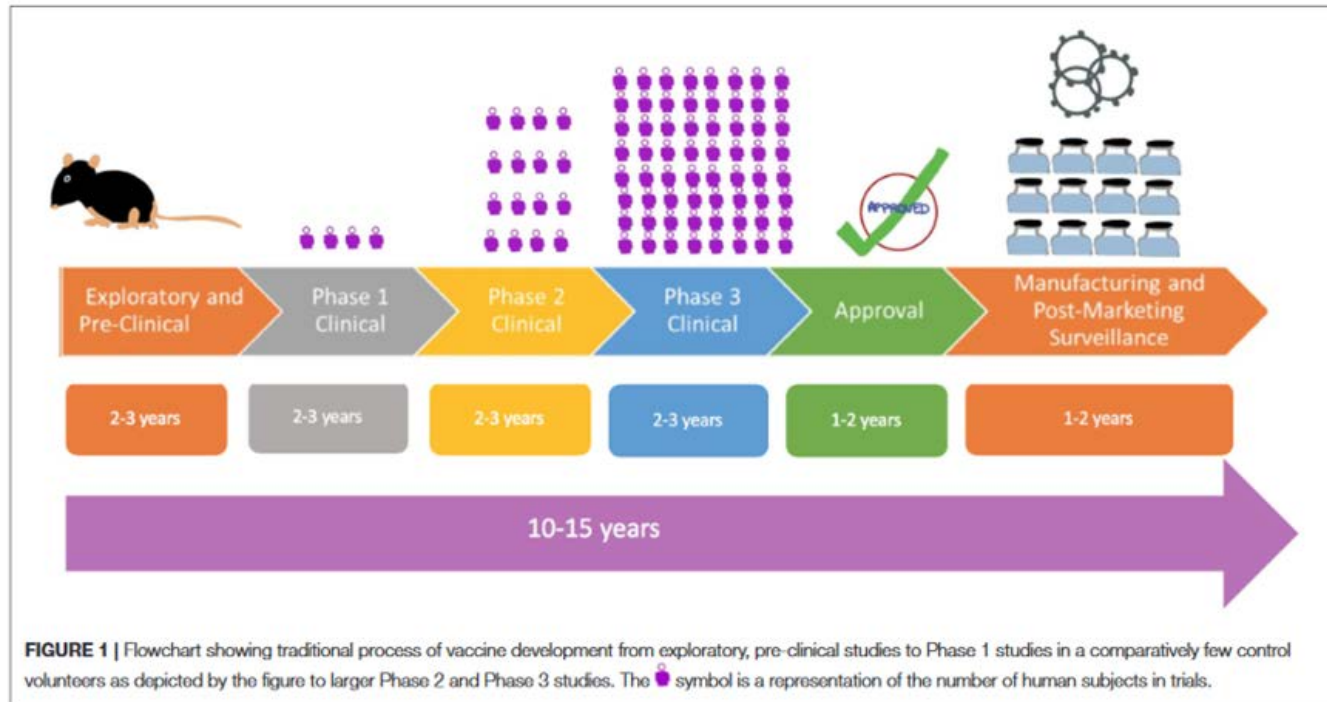 APPROVED
Exploratory and
Pre-Clinical
Phase 1
Clinical
Phase 2
Clinical
Phase 3
Clinical
Approval
Manufacturing and
Post-Marketing
Surveillance
2-3 years
2-3 years
2-3 years
2-3 years
1-2 years
1-2 years
10-15 years
FIGURE 1 | Flowchart showing traditional process of vaccine development from exploratory, pre-clinical studies to Phase 1 studies in a comparatively few control
volunteers as depicted by the figure to larger Phase 2 and Phase 3 studies. The symbol is a representation of the number of human subjects in trials.